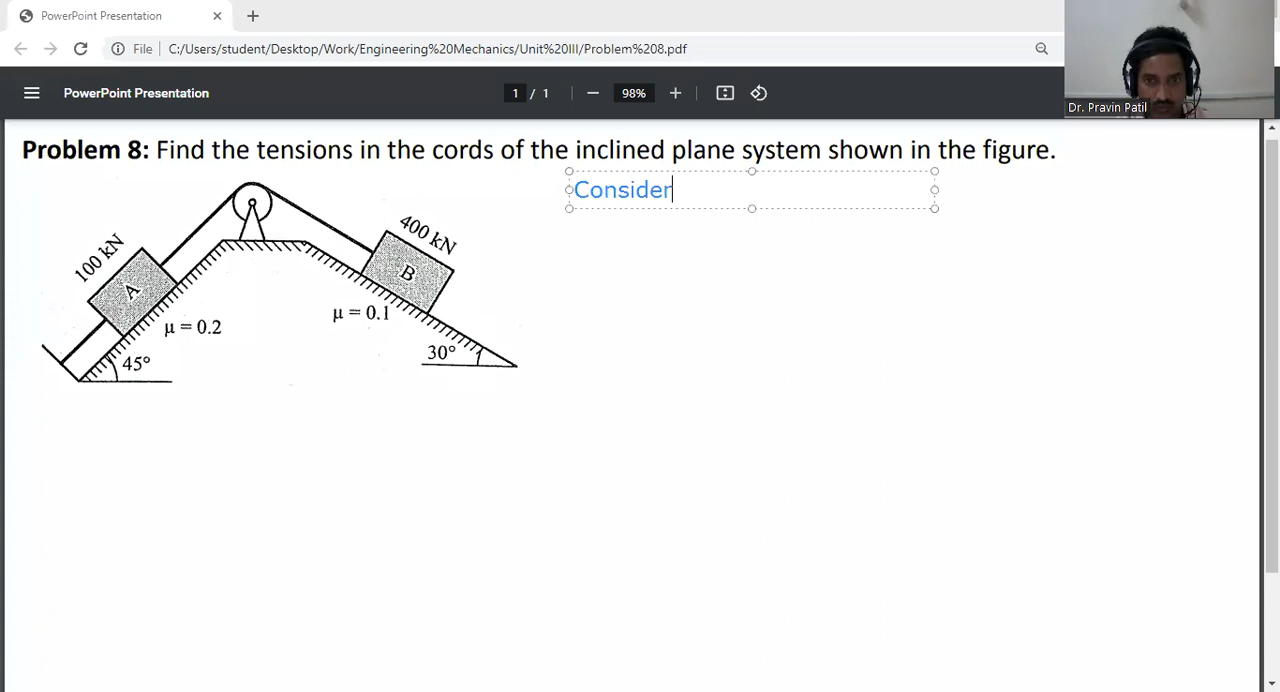 PowerPoint Presentation
File
C:/Users/student/Desktop/Work/Engineering%20Mechanics/Unit%20III/Problem%208.pdf
PowerPoint Presentation
1 / 1
98%
Dr. Pravin Patil
Problem 8: Find the tensions in the cords of the inclined plane system shown in the figure.
Consider
100 kN
400 kN
A
B
μ = 0.2
μ = 0.1
45°
30°